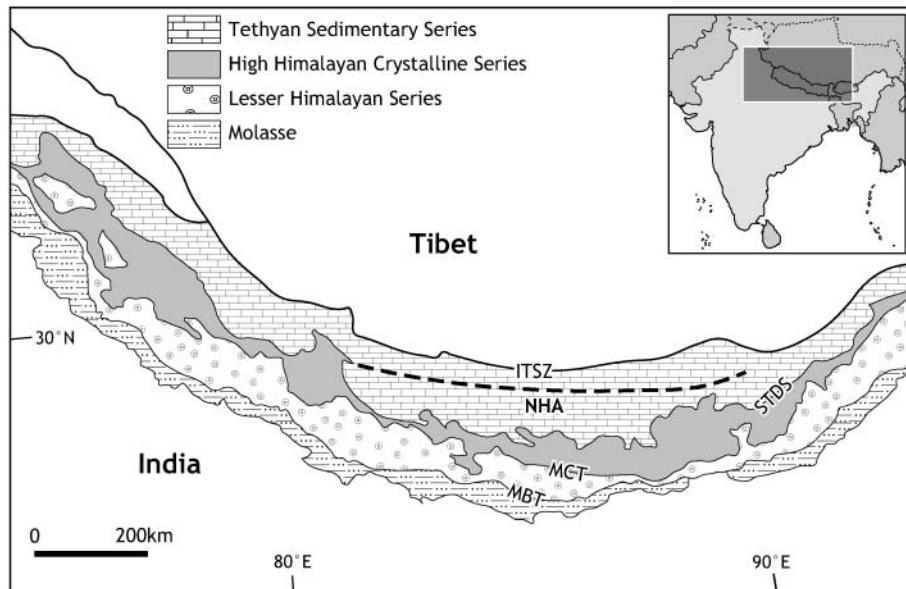 Tethyan Sedimentary Series
High Himalayan Crystalline Series
Lesser Himalayan Series
Molasse
Tibet
30°N
ITSZ
NHA
STDS
India
MCT
MBT
0 200km
80°E 90°E